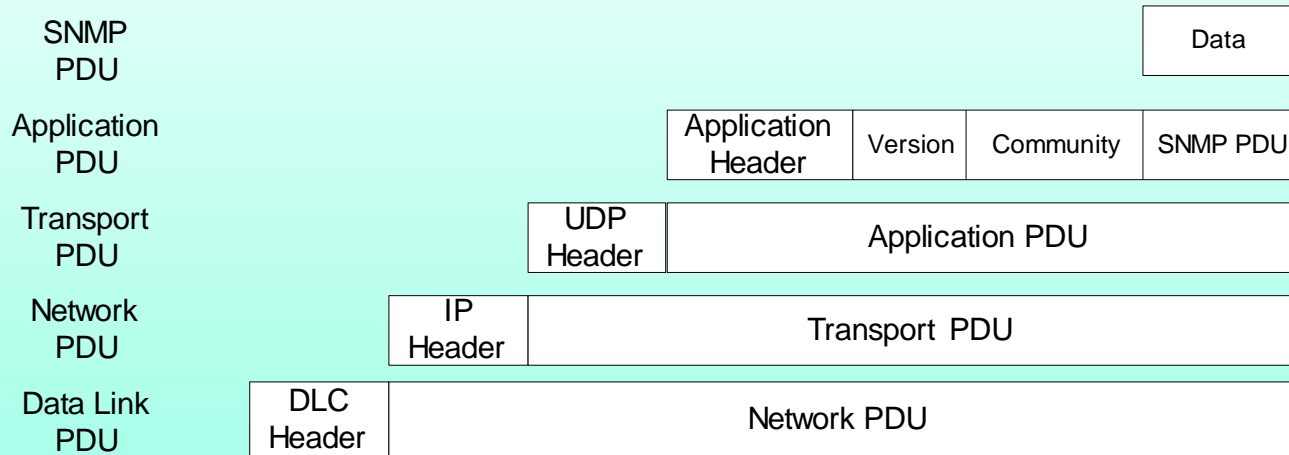 SNMP
PDU
Data
Application
PDU
Application
Header
Version
Community
SNMP PDU
Transport
PDU
UDP
Header
Application PDU
Network
PDU
IP
Header
Transport PDU
Data Link
PDU
DLC
Header
Network PDU